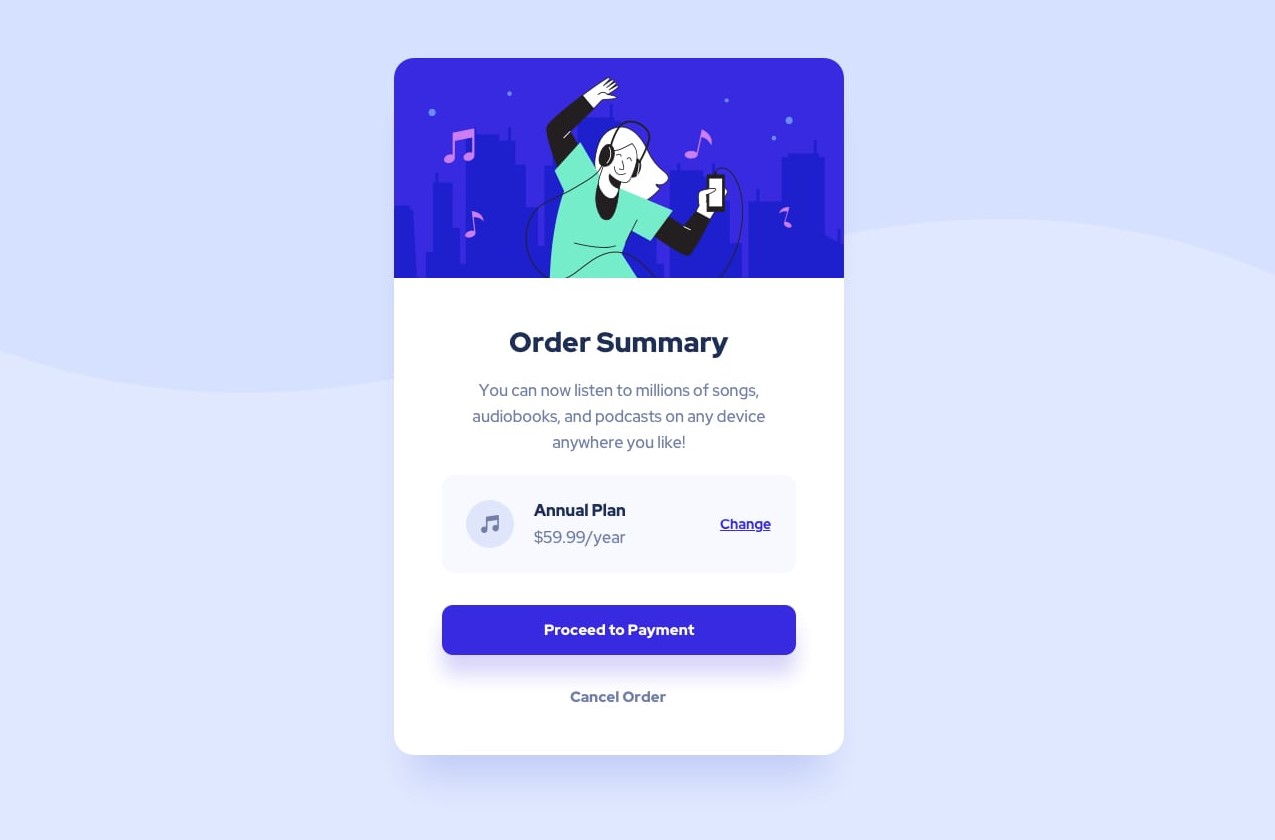 Order Summary
You can now listen to millions of songs,
audiobooks, and podcasts on any device
anywhere you like!
Annual Plan
$59.99/year
Change
Proceed to Payment
Cancel Order